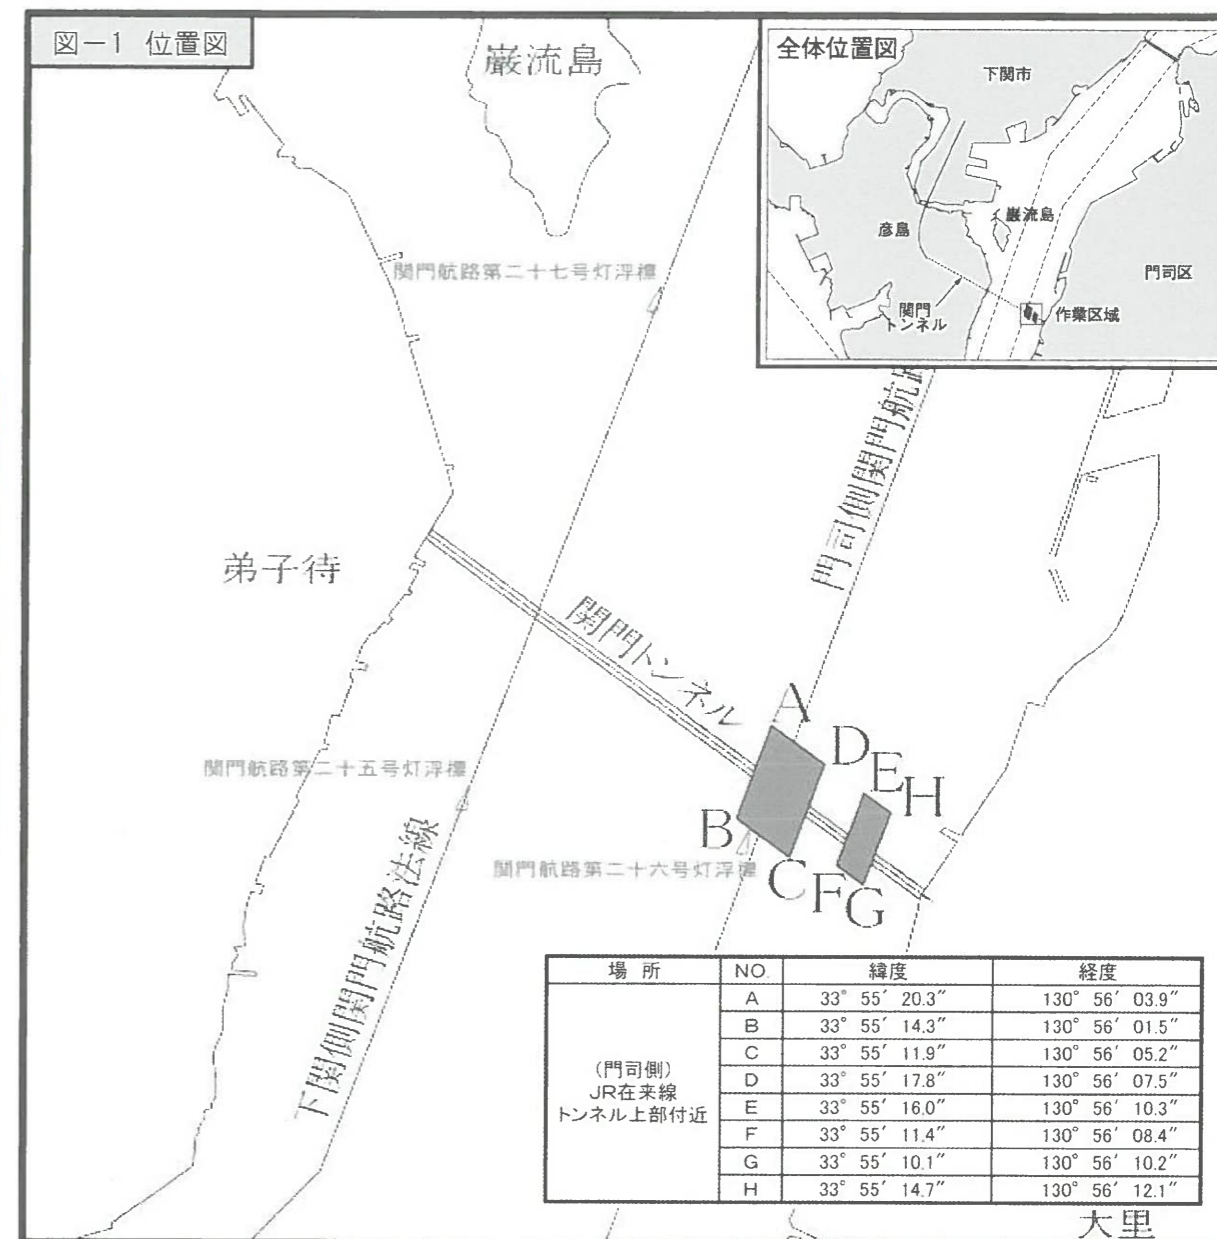 図-1 位置図
巌流島
全体位置図
下関市
巌流島
彦島
門司区
関門
トンネル
作業区域
関門航路第二十七号灯浮標
門司側関門航路
弟子待
関門トンネル
A
D
E
H
B
C
F
G
関門航路第二十五号灯浮標
関門航路第二十六号灯浮標
下関側関門航路法線
場 所 NO. 緯度 経度
(門司側)
JR在来線
トンネル上部付近
A 33° 55′ 20.3″ 130° 56′ 03.9″
B 33° 55′ 14.3″ 130° 56′ 01.5″
C 33° 55′ 11.9″ 130° 56′ 05.2″
D 33° 55′ 17.8″ 130° 56′ 07.5″
E 33° 55′ 16.0″ 130° 56′ 10.3″
F 33° 55′ 11.4″ 130° 56′ 08.4″
G 33° 55′ 10.1″ 130° 56′ 10.2″
H 33° 55′ 14.7″ 130° 56′ 12.1″
大里